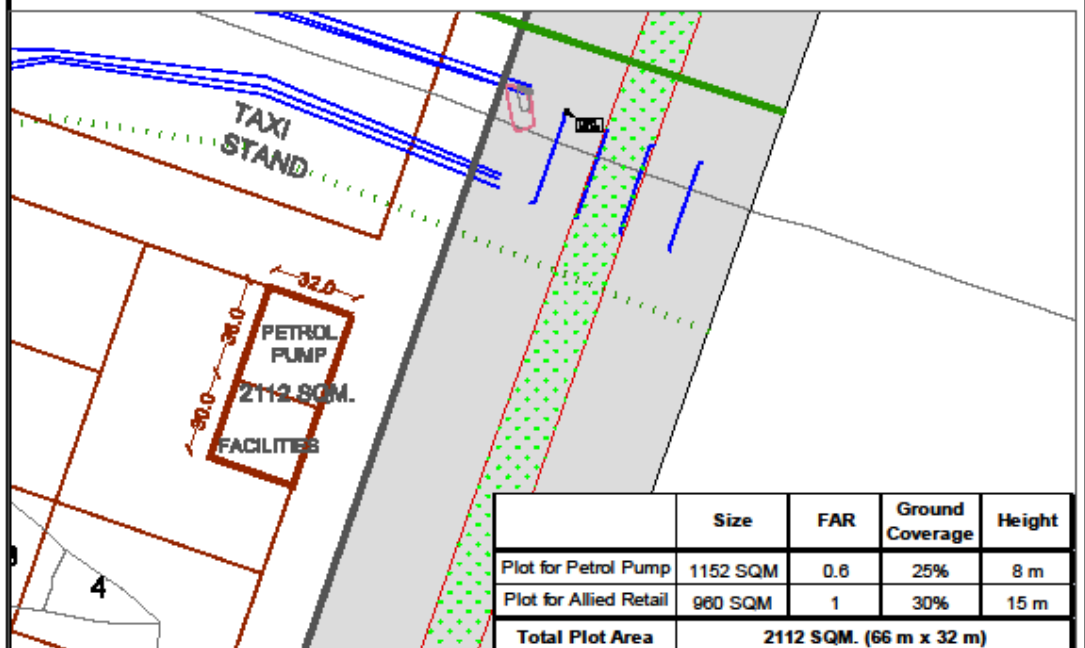 TAXI
STAND
32.0
36.0
PETROL
PUMP
2112 SQM.
30.0
FACILITIES
4
Size FAR Ground Coverage Height
Plot for Petrol Pump 1152 SQM 0.6 25% 8 m
Plot for Allied Retail 960 SQM 1 30% 15 m
Total Plot Area 2112 SQM. (66 m x 32 m)